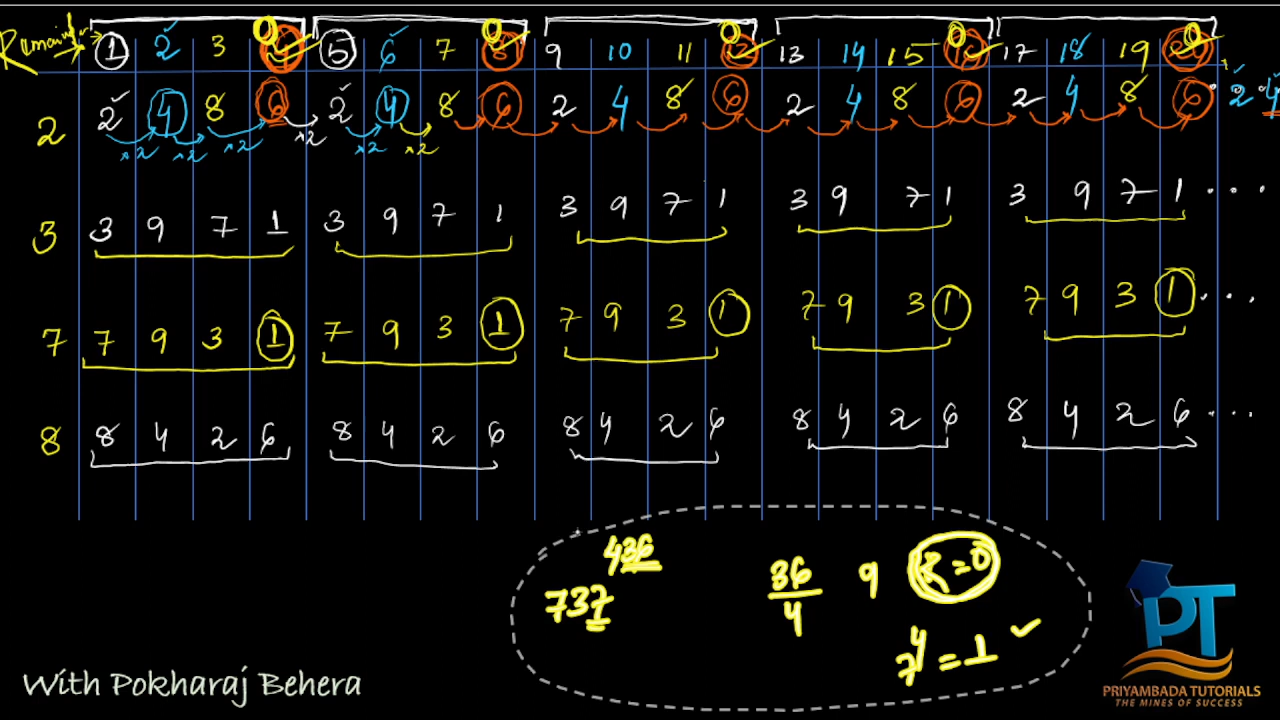 Remainder 1 2 3 4 5 6 7 8 9 10 11 12 13 14 15 16 17 18 19 20
0 0 0 0 0
2 2 4 8 6 2 4 8 6 2 4 8 6 2 4 8 6 2 4 8 6 2 4
×2 ×2 ×2 ×2 ×2 ×2
3 3 9 7 1 3 9 7 1 3 9 7 1 3 9 7 1 3 9 7 1 ....
7 7 9 3 1 7 9 3 1 7 9 3 1 7 9 3 1 7 9 3 1 ....
8 8 4 2 6 8 4 2 6 8 4 2 6 8 4 2 6 8 4 2 6 ....
737^436 36/4 9 R=0
7^4 = 1 ✓
With Pokharaj Behera
PT
PRIYAMBADA TUTORIALS
THE MINES OF SUCCESS